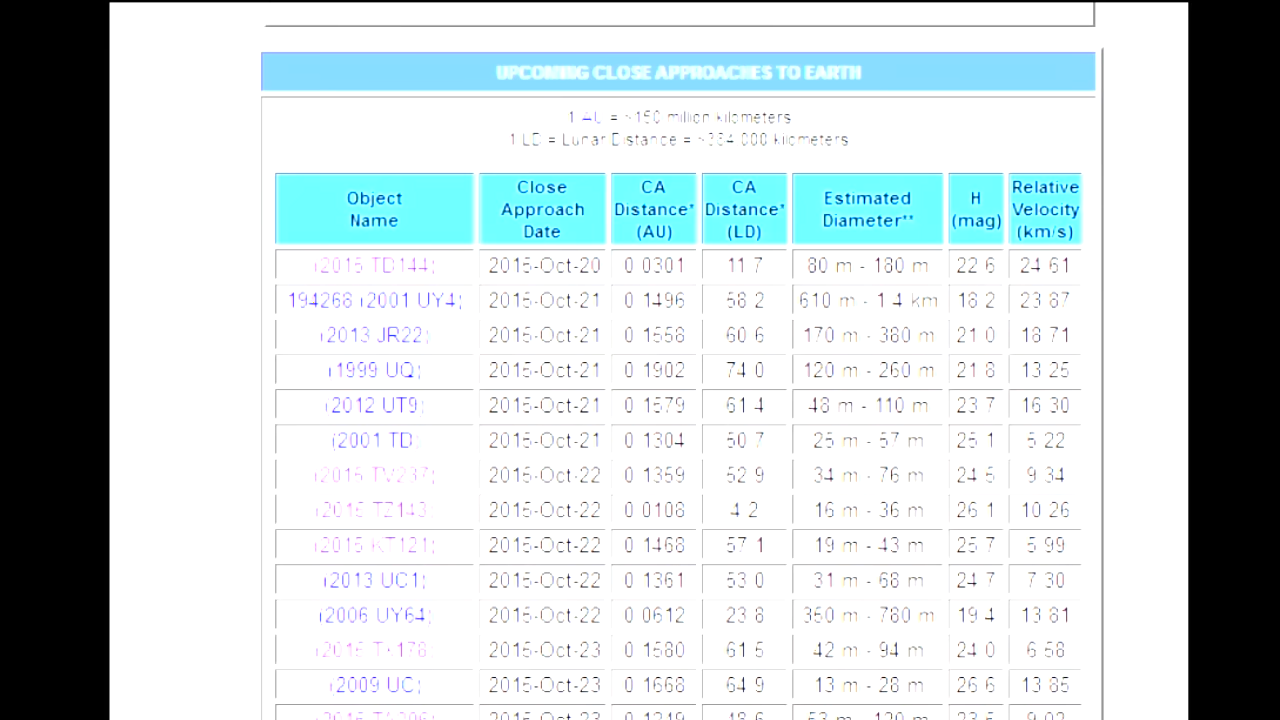 UPCOMING CLOSE APPROACHES TO EARTH
1 AU = ~150 million kilometers
1 LD = Lunar Distance = ~384,000 kilometers
Object Name Close Approach Date CA Distance* (AU) CA Distance* (LD) Estimated Diameter** H (mag) Relative Velocity (km/s)
(2015 TD144) 2015-Oct-20 0.0301 11.7 80 m - 180 m 22.6 24.61
194268 (2001 UY4) 2015-Oct-21 0.1496 58.2 610 m - 1.4 km 18.2 23.87
(2013 JR22) 2015-Oct-21 0.1558 60.6 170 m - 380 m 21.0 18.71
(1999 UQ) 2015-Oct-21 0.1902 74.0 120 m - 260 m 21.8 13.25
(2012 UT9) 2015-Oct-21 0.1579 61.4 48 m - 110 m 23.7 16.30
(2001 TD) 2015-Oct-21 0.1304 50.7 25 m - 57 m 25.1 5.22
(2015 TV237) 2015-Oct-22 0.1359 52.9 34 m - 76 m 24.5 9.34
(2015 TZ143) 2015-Oct-22 0.0108 4.2 16 m - 36 m 26.1 10.26
(2015 KT121) 2015-Oct-22 0.1468 57.1 19 m - 43 m 25.7 5.99
(2013 UC1) 2015-Oct-22 0.1361 53.0 31 m - 68 m 24.7 7.30
(2006 UY64) 2015-Oct-22 0.0612 23.8 350 m - 780 m 19.4 13.81
(2015 2015-Oct-23 0.1580 61.5 42 m - 94 m 24.0 6.58
(2009 UC) 2015-Oct-23 0.1668 64.9 13 m - 28 m 26.6 13.85
2015-Oct-23